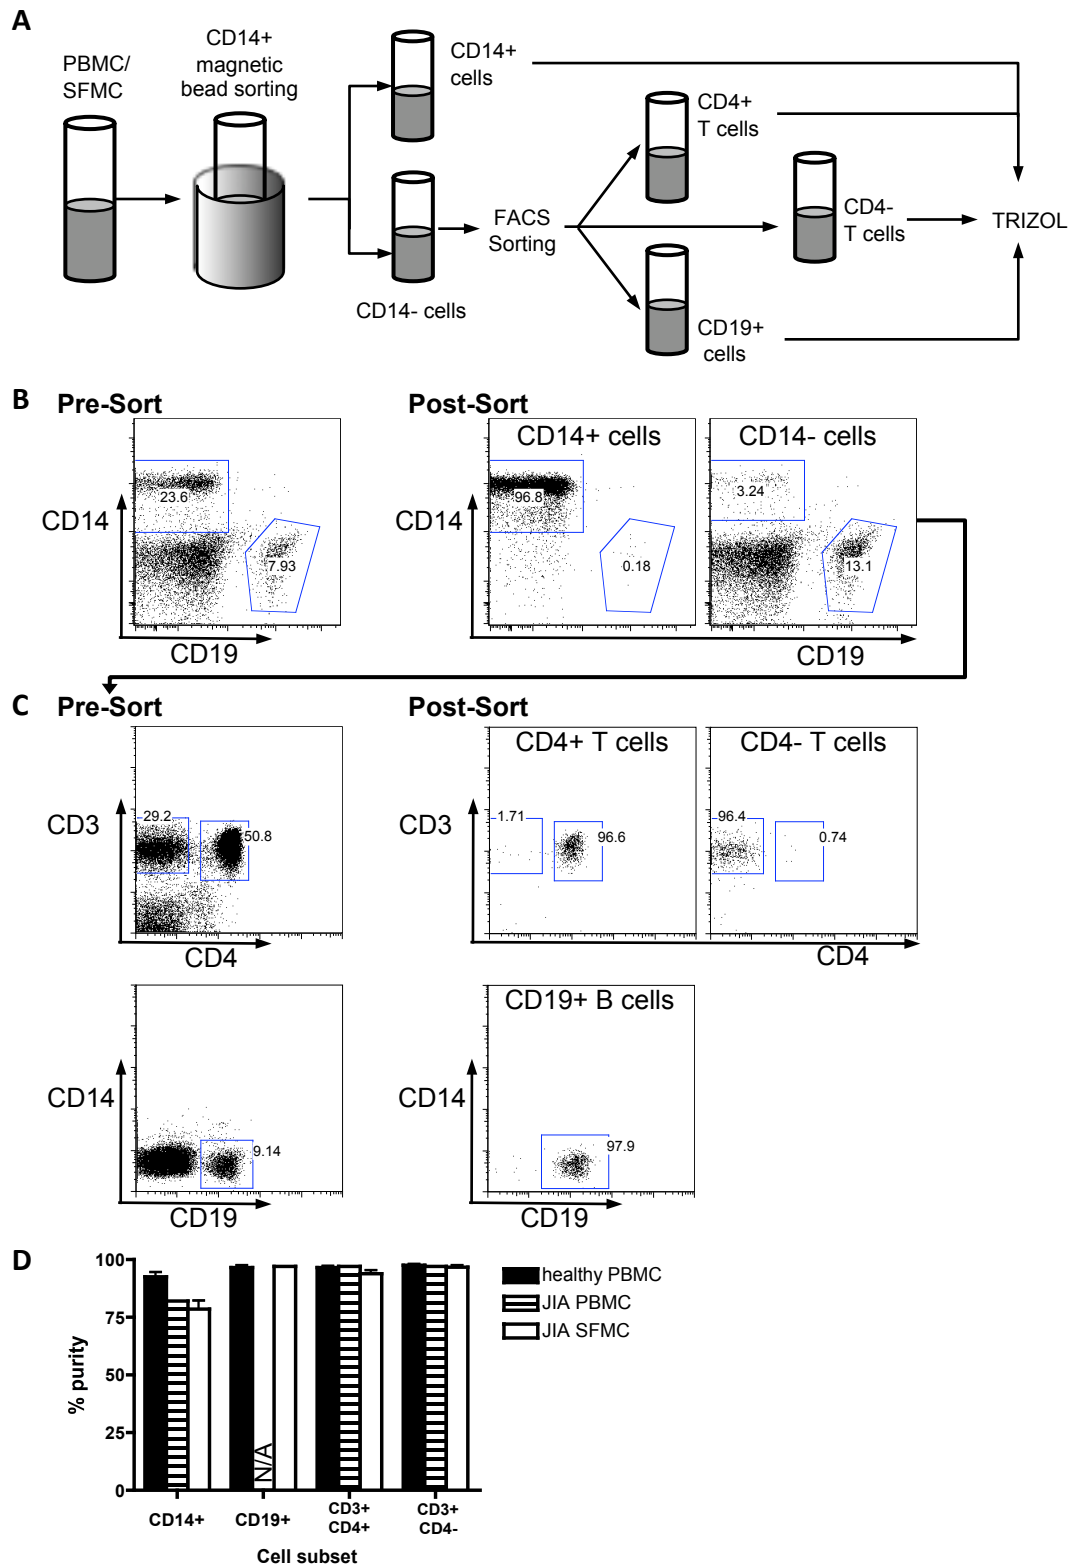 A
PBMC/
SFMC
CD14+
magnetic
bead sorting
CD14+
cells
CD14- cells
FACS
Sorting
CD4+
T cells
CD4-
T cells
CD19+
cells
TRIZOL
B
Pre-Sort
Post-Sort
CD14
23.6
7.93
CD19
CD14+ cells
CD14
96.8
0.18
CD14- cells
3.24
13.1
CD19
C
Pre-Sort
Post-Sort
CD3
29.2
50.8
CD4
CD4+ T cells
CD3
1.71
96.6
CD4- T cells
96.4
0.74
CD4
CD14
9.14
CD19
CD19+ B cells
CD14
97.9
CD19
D
% purity
100
75
50
25
0
N/A
CD14+
CD19+
CD3+
CD4+
CD3+
CD4-
Cell subset
healthy PBMC
JIA PBMC
JIA SFMC